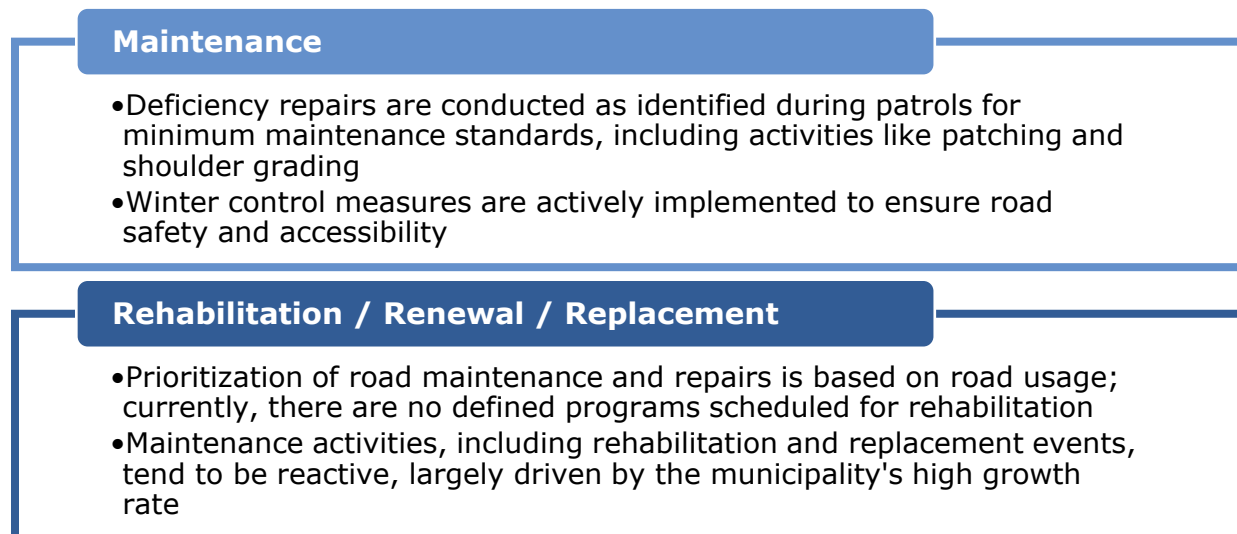 Maintenance
•Deficiency repairs are conducted as identified during patrols for
minimum maintenance standards, including activities like patching and
shoulder grading
•Winter control measures are actively implemented to ensure road
safety and accessibility
Rehabilitation / Renewal / Replacement
•Prioritization of road maintenance and repairs is based on road usage;
currently, there are no defined programs scheduled for rehabilitation
•Maintenance activities, including rehabilitation and replacement events,
tend to be reactive, largely driven by the municipality's high growth
rate